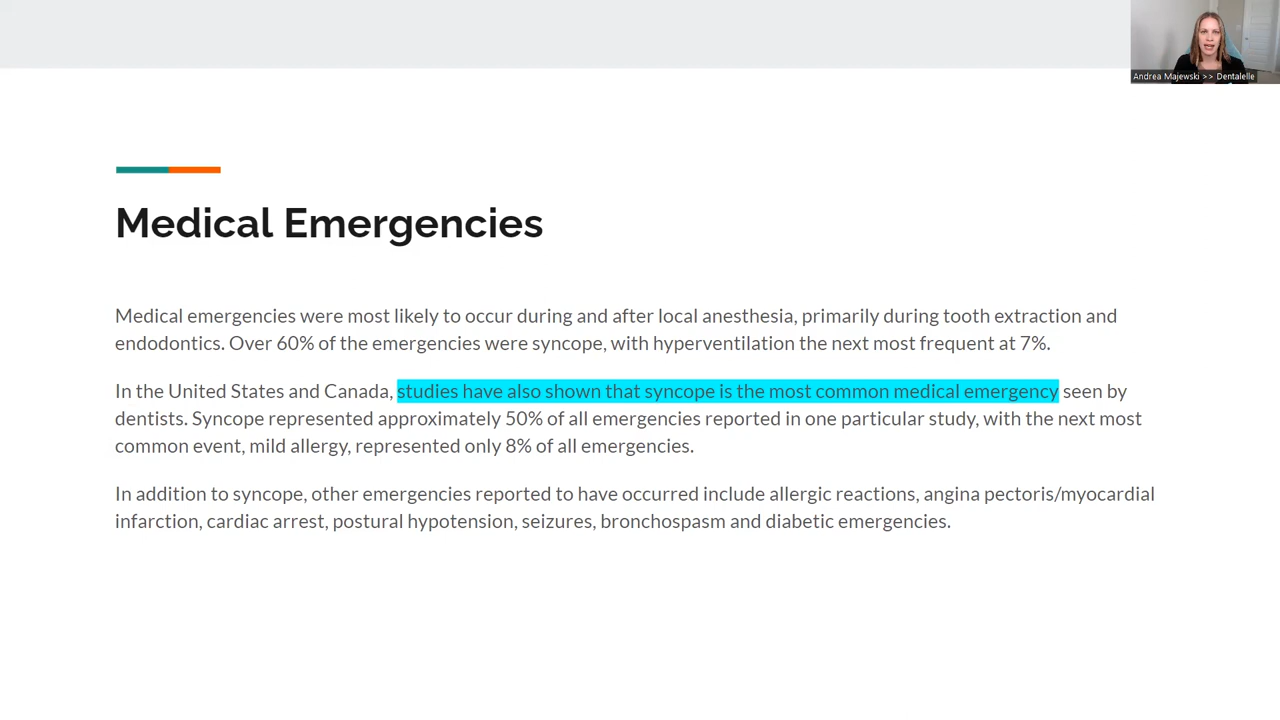 Andrea Majewski >> Dentalelle
Medical Emergencies
Medical emergencies were most likely to occur during and after local anesthesia, primarily during tooth extraction and
endodontics. Over 60% of the emergencies were syncope, with hyperventilation the next most frequent at 7%.
In the United States and Canada, studies have also shown that syncope is the most common medical emergency seen by
dentists. Syncope represented approximately 50% of all emergencies reported in one particular study, with the next most
common event, mild allergy, represented only 8% of all emergencies.
In addition to syncope, other emergencies reported to have occurred include allergic reactions, angina pectoris/myocardial
infarction, cardiac arrest, postural hypotension, seizures, bronchospasm and diabetic emergencies.